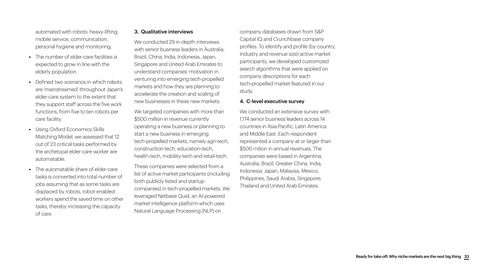 automated with robots: heavy-lifting,
mobile service, communication,
personal hygiene and monitoring.
• The number of elder care facilities is
expected to grow in line with the
elderly population.
• Defined two scenarios in which robots
are 'mainstreamed' throughout Japan's
elder-care system to the extent that
they support staff across the five work
functions; from five to ten robots per
care facility.
• Using Oxford Economics Skills
Matching Model, we assessed that 12
out of 23 critical tasks performed by
the archetypal elder-care worker are
automatable.
• The automatable share of elder-care
tasks is converted into total number of
jobs assuming that as some tasks are
displaced by robots, robot-enabled
workers spend the saved time on other
tasks, thereby increasing the capacity
of care.
3. Qualitative interviews
We conducted 29 in-depth interviews
with senior business leaders in Australia,
Brazil, China, India, Indonesia, Japan,
Singapore and United Arab Emirates to
understand companies' motivation in
venturing into emerging tech-propelled
markets and how they are planning to
accelerate the creation and scaling of
new businesses in these new markets.
We targeted companies with more than
$500 million in revenue currently
operating a new business or planning to
start a new business in emerging
tech-propelled markets, namely agri-tech,
construction-tech, education-tech,
health-tech, mobility-tech and retail-tech.
These companies were selected from a
list of active market participants (including
both publicly listed and startup
companies) in tech-propelled markets. We
leveraged Netbase Quid, an AI-powered
market intelligence platform which uses
Natural Language Processing (NLP) on
company databases drawn from S&P
Capital IQ and Crunchbase company
profiles. To identify and profile (by country,
industry and revenue size) active market
participants, we developed customized
search algorithms that were applied on
company descriptions for each
tech-propelled market featured in our
study.
4. C-level executive survey
We conducted an extensive survey with
1,174 senior business leaders across 14
countries in Asia Pacific, Latin America
and Middle East. Each respondent
represented a company at or larger than
$500 million in annual revenues. The
companies were based in Argentina,
Australia, Brazil, Greater China, India,
Indonesia, Japan, Malaysia, Mexico,
Philippines, Saudi Arabia, Singapore,
Thailand and United Arab Emirates.
Ready for take-off: Why niche markets are the next big thing 33